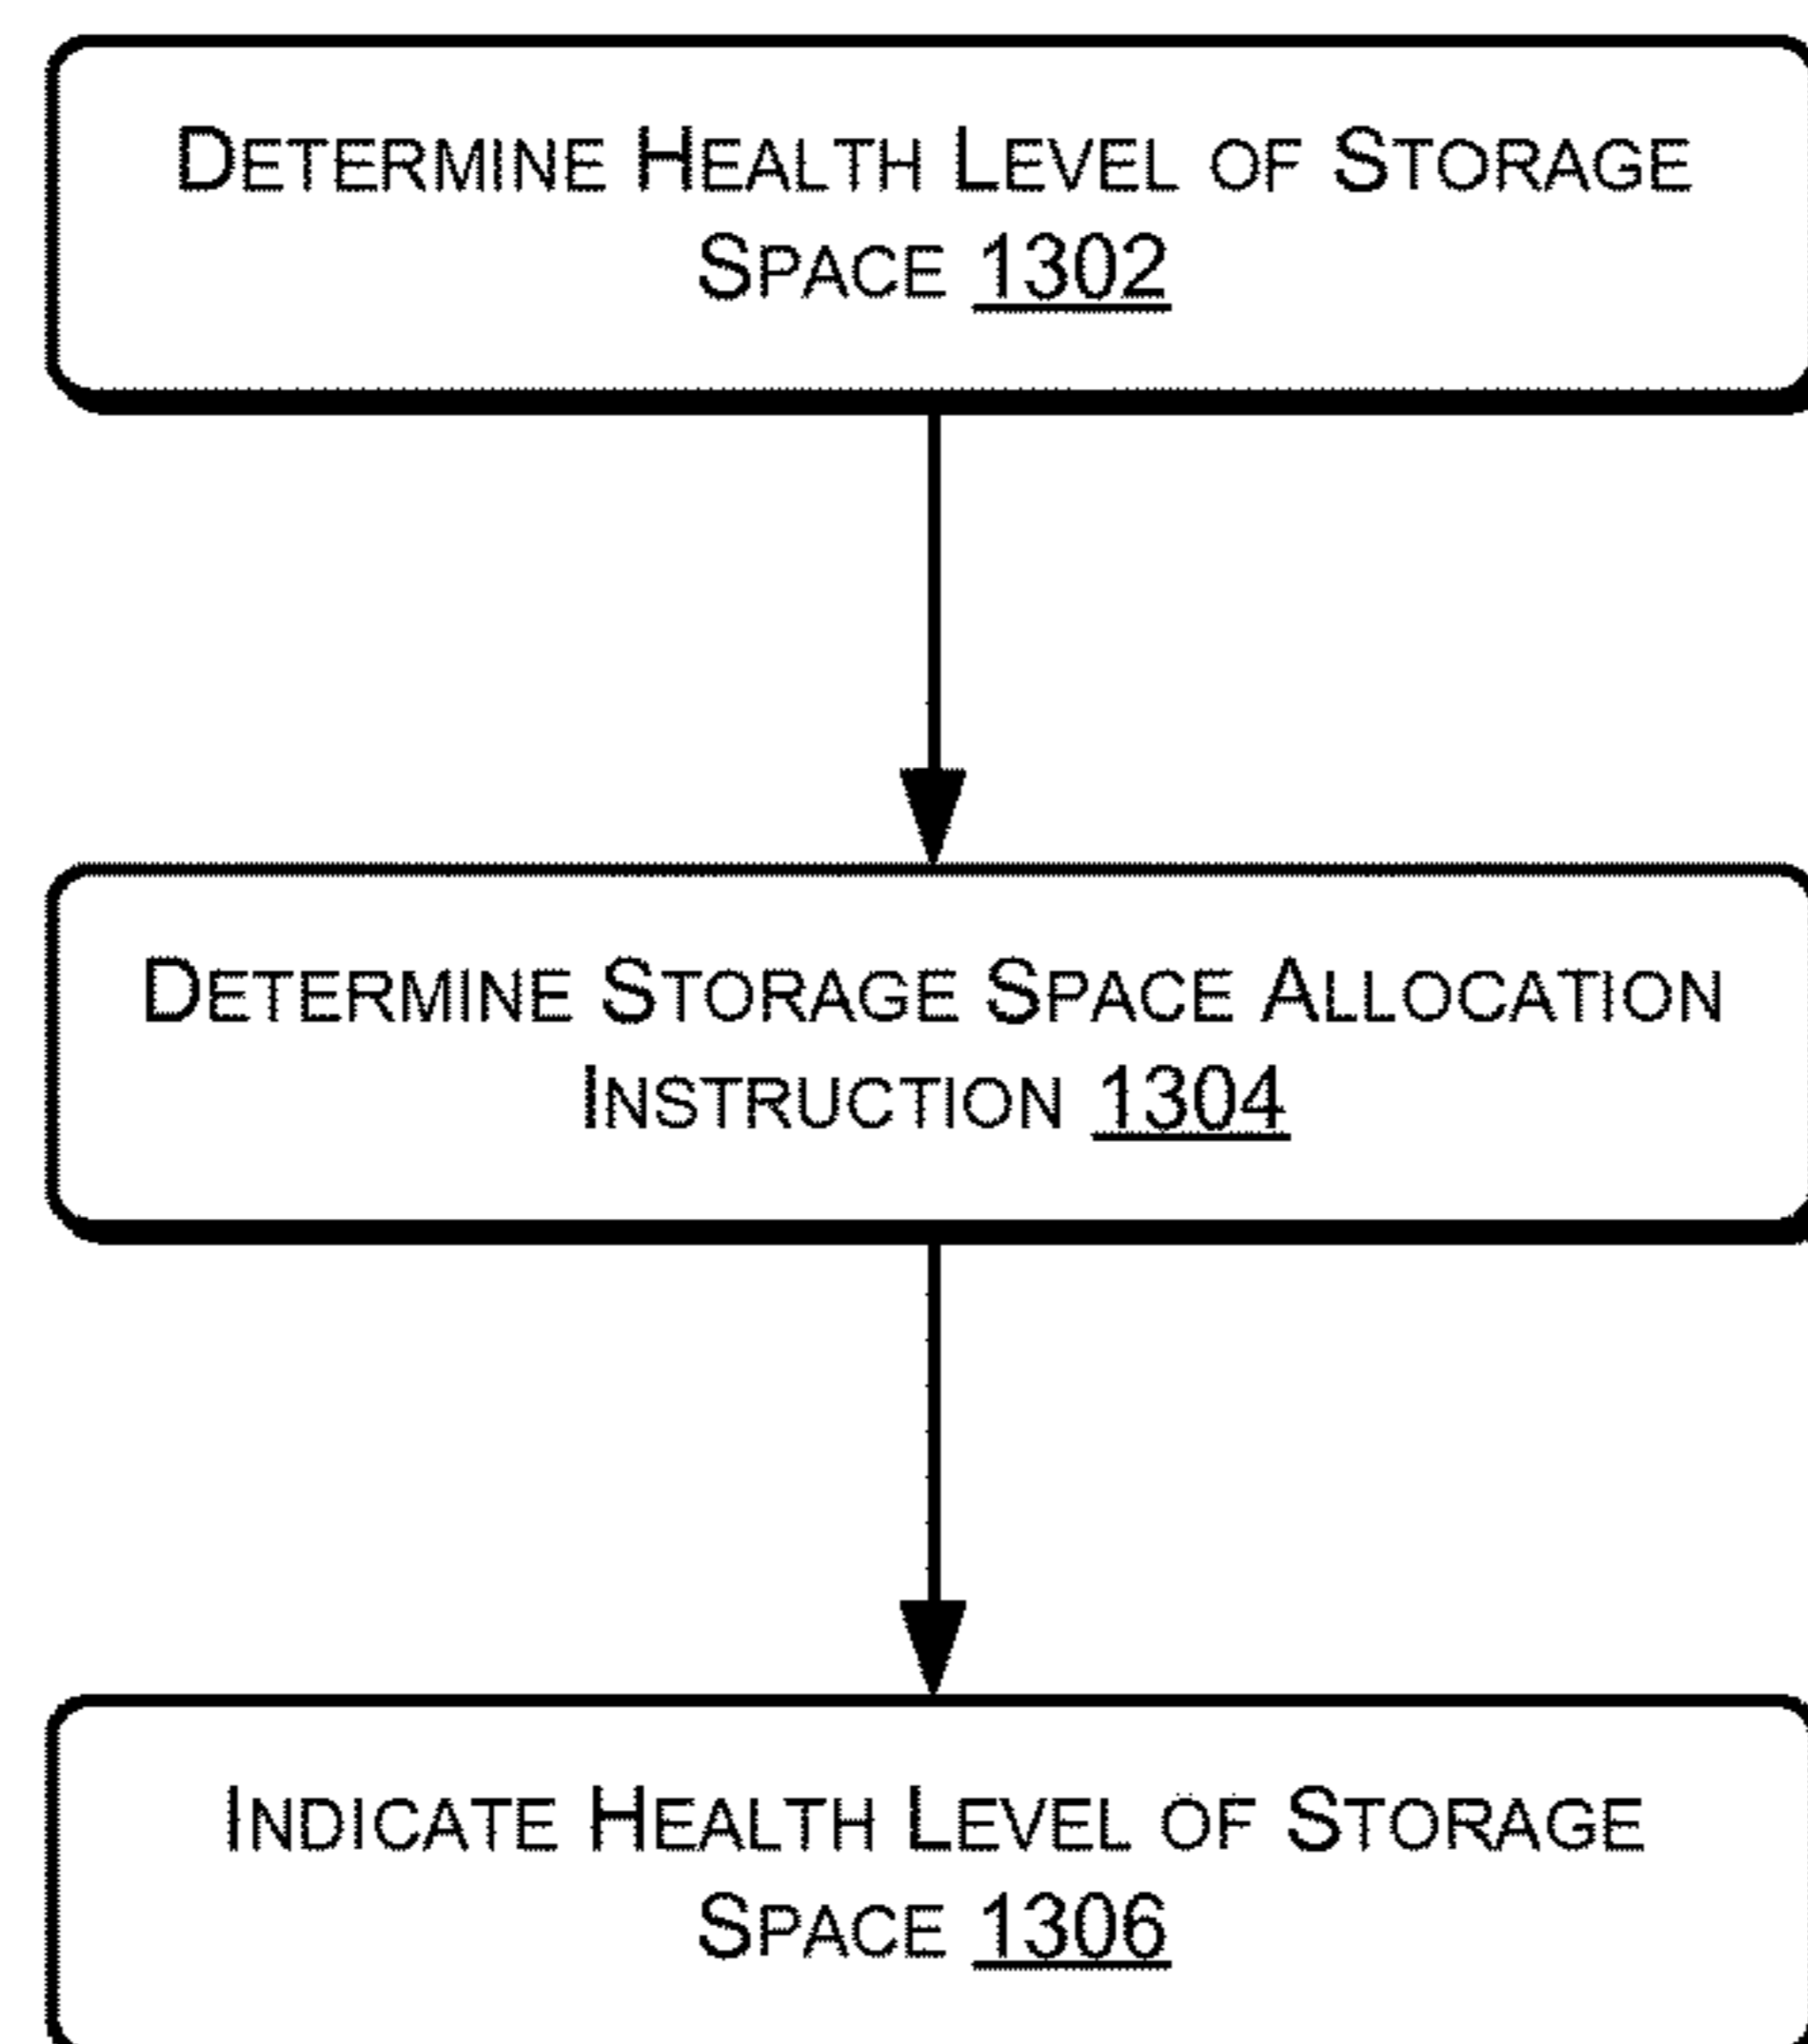 DETERMINE HEALTH LEVEL OF STORAGE
SPACE 1302
DETERMINE STORAGE SPACE ALLOCATION
INSTRUCTION 1304
INDICATE HEALTH LEVEL OF STORAGE
SPACE 1306